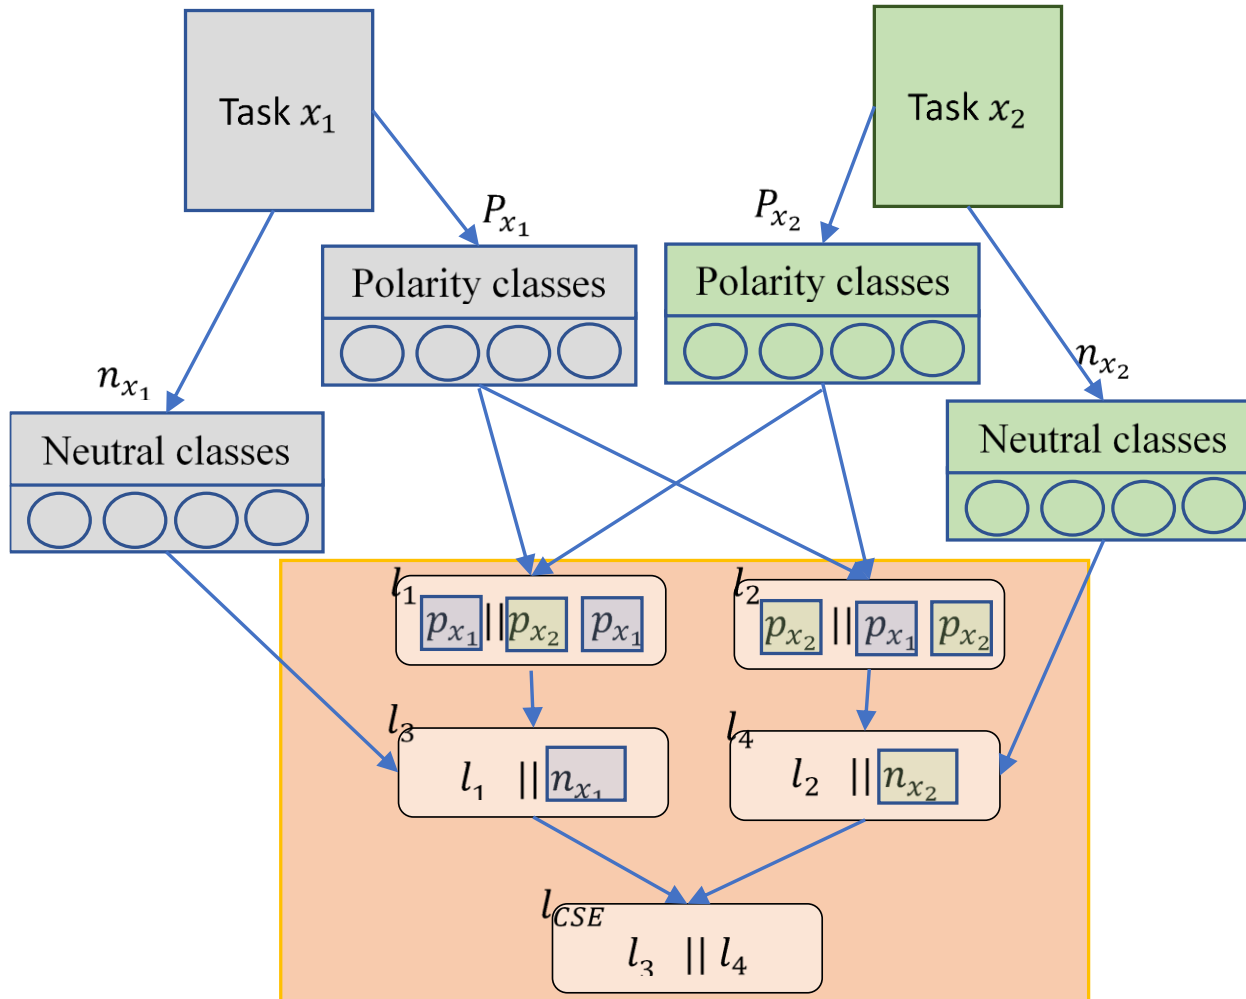 Task x₁
Task x₂
Pₓ₁
Pₓ₂
Polarity classes
Polarity classes
nₓ₁
nₓ₂
Neutral classes
Neutral classes
l₁
pₓ₁ || pₓ₂ pₓ₁
l₂
pₓ₂ || pₓ₁ pₓ₂
l₃
l₁ || nₓ₁
l₄
l₂ || nₓ₂
l_CSE
l₃ || l₄